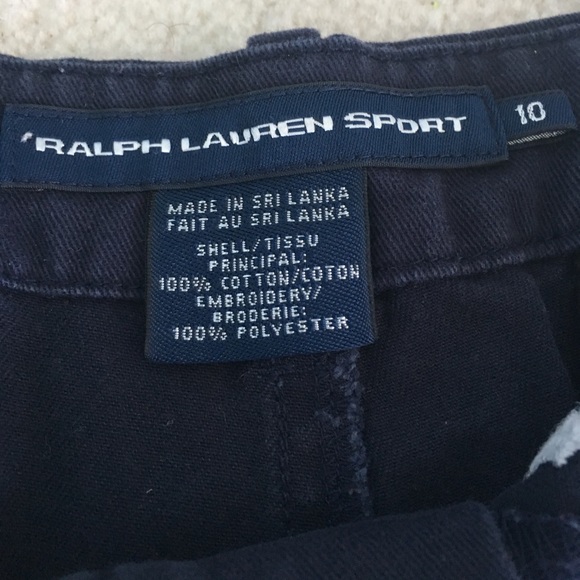 RALPH LAUREN SPORT
10
MADE IN SRI LANKA
FAIT AU SRI LANKA
SHELL/TISSU
PRINCIPAL:
100% COTTON/COTON
EMBROIDERY/
BRODERIE:
100% POLYESTER